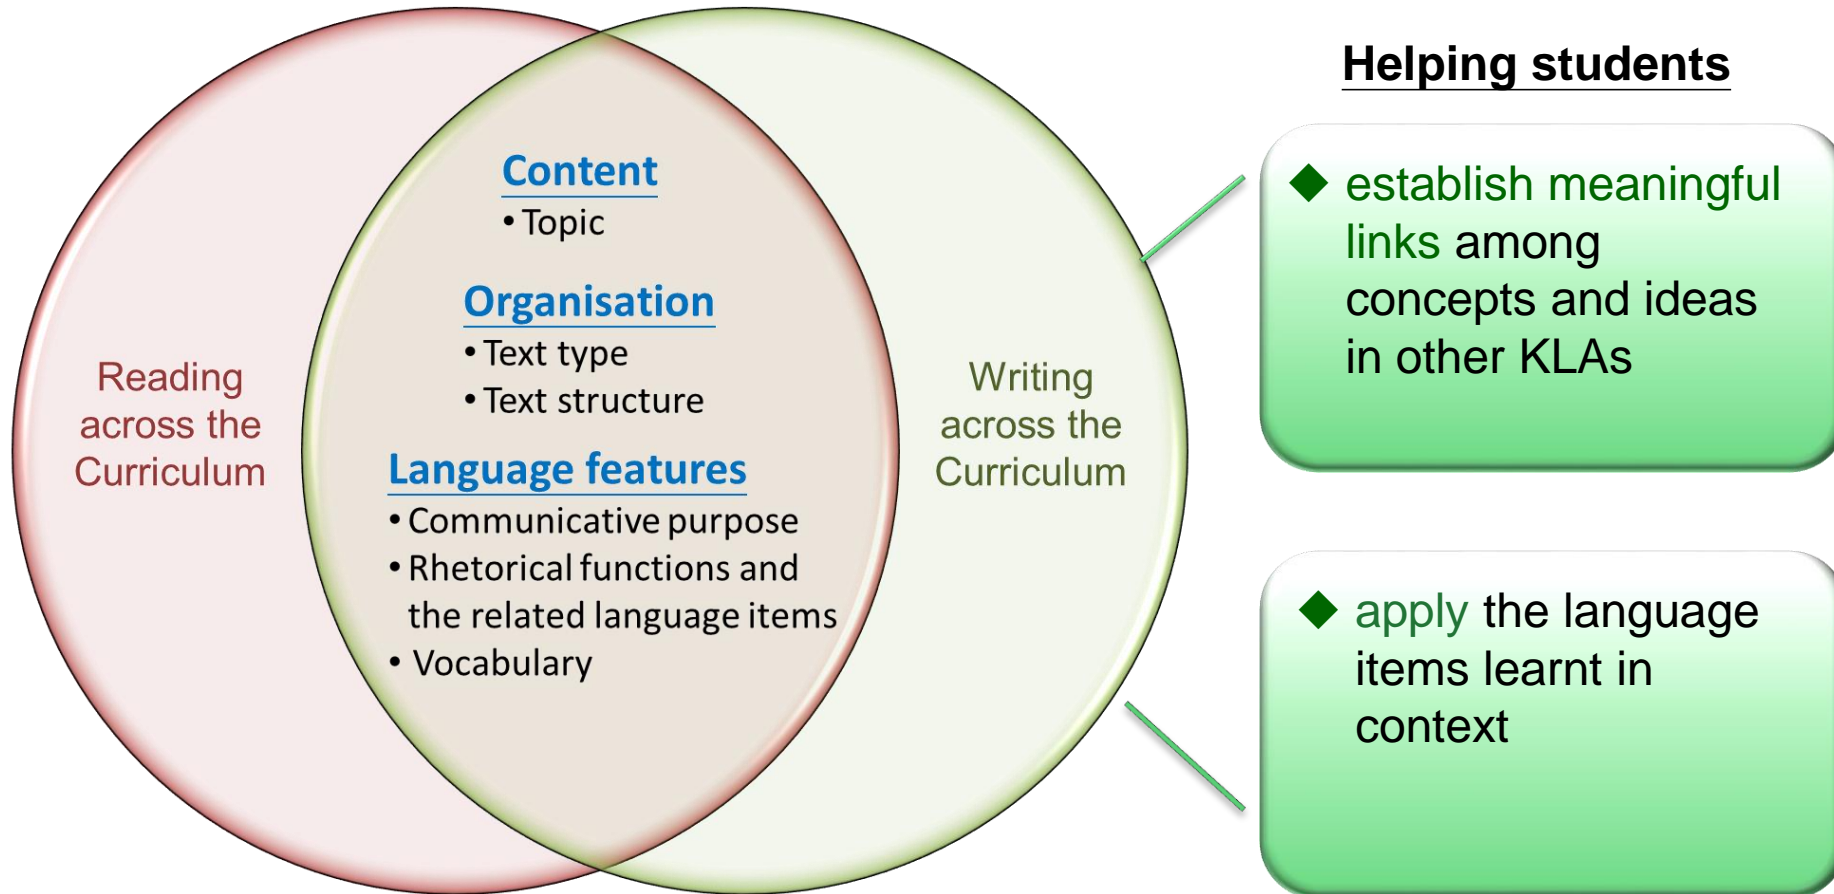 Reading
across the
Curriculum
Content
• Topic
Organisation
• Text type
• Text structure
Language features
• Communicative purpose
• Rhetorical functions and
the related language items
• Vocabulary
Writing
across the
Curriculum
Helping students
◆ establish meaningful
links among
concepts and ideas
in other KLAs
◆ apply the language
items learnt in
context